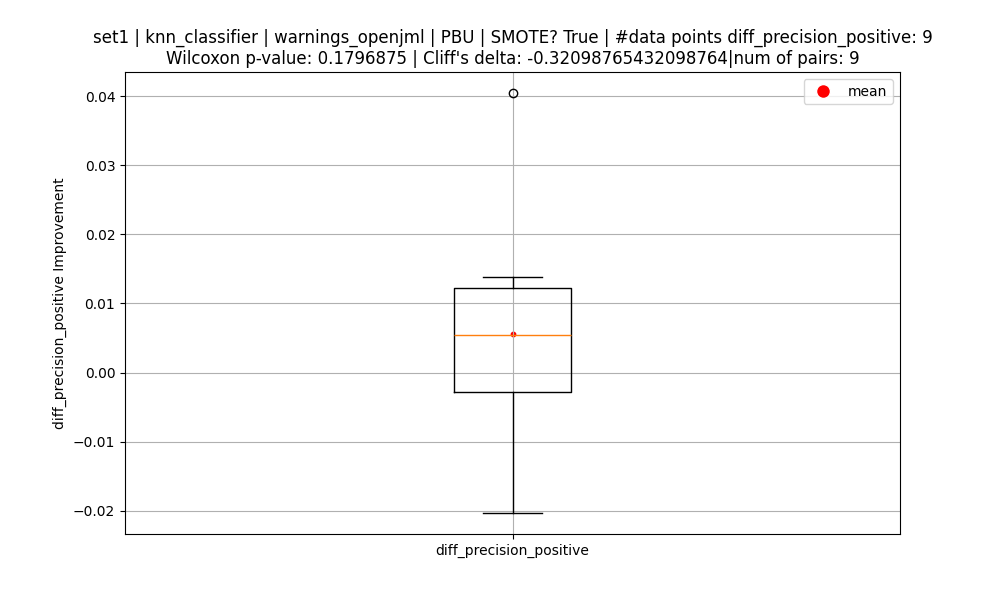 set1 | knn_classifier | warnings_openjml | PBU | SMOTE? True | #data points diff_precision_positive: 9
Wilcoxon p-value: 0.1796875 | Cliff's delta: -0.32098765432098764|num of pairs: 9
mean
0.04
0.03
0.02
0.01
0.00
−0.01
−0.02
diff_precision_positive Improvement
diff_precision_positive